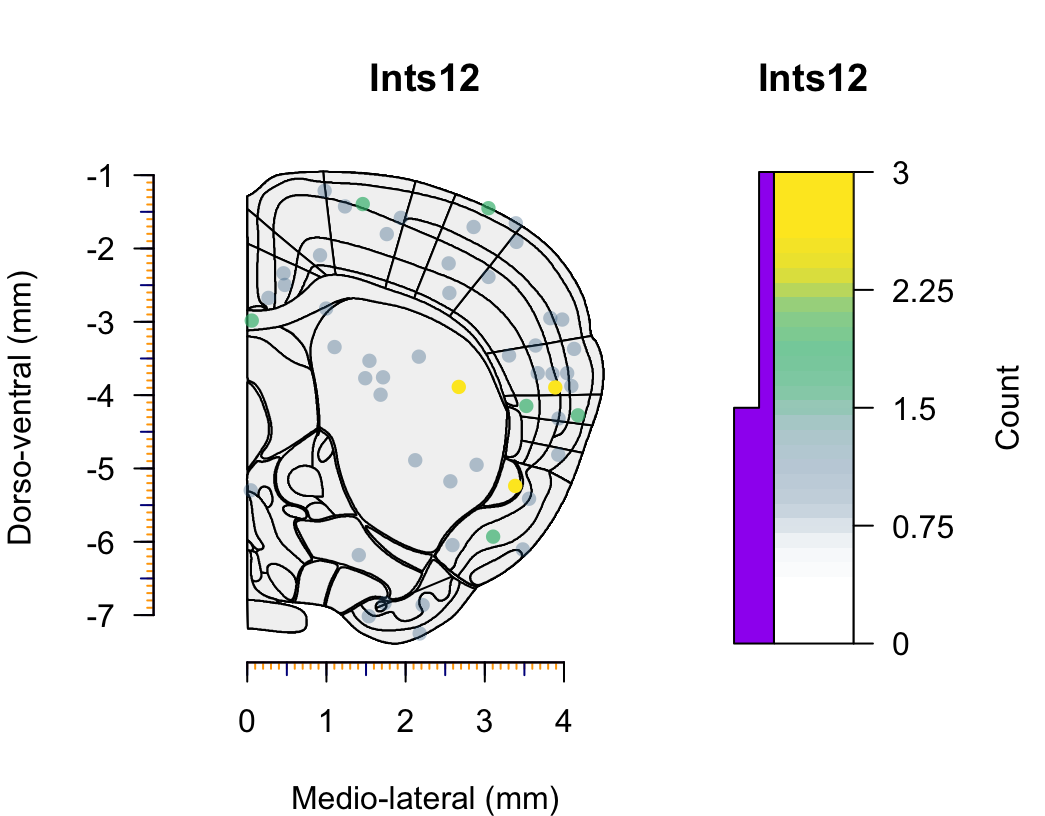 Ints12
Ints12
-1
-2
-3
-4
-5
-6
-7
Dorso-ventral (mm)
0 1 2 3 4
Medio-lateral (mm)
3
2.25
1.5
0.75
0
Count